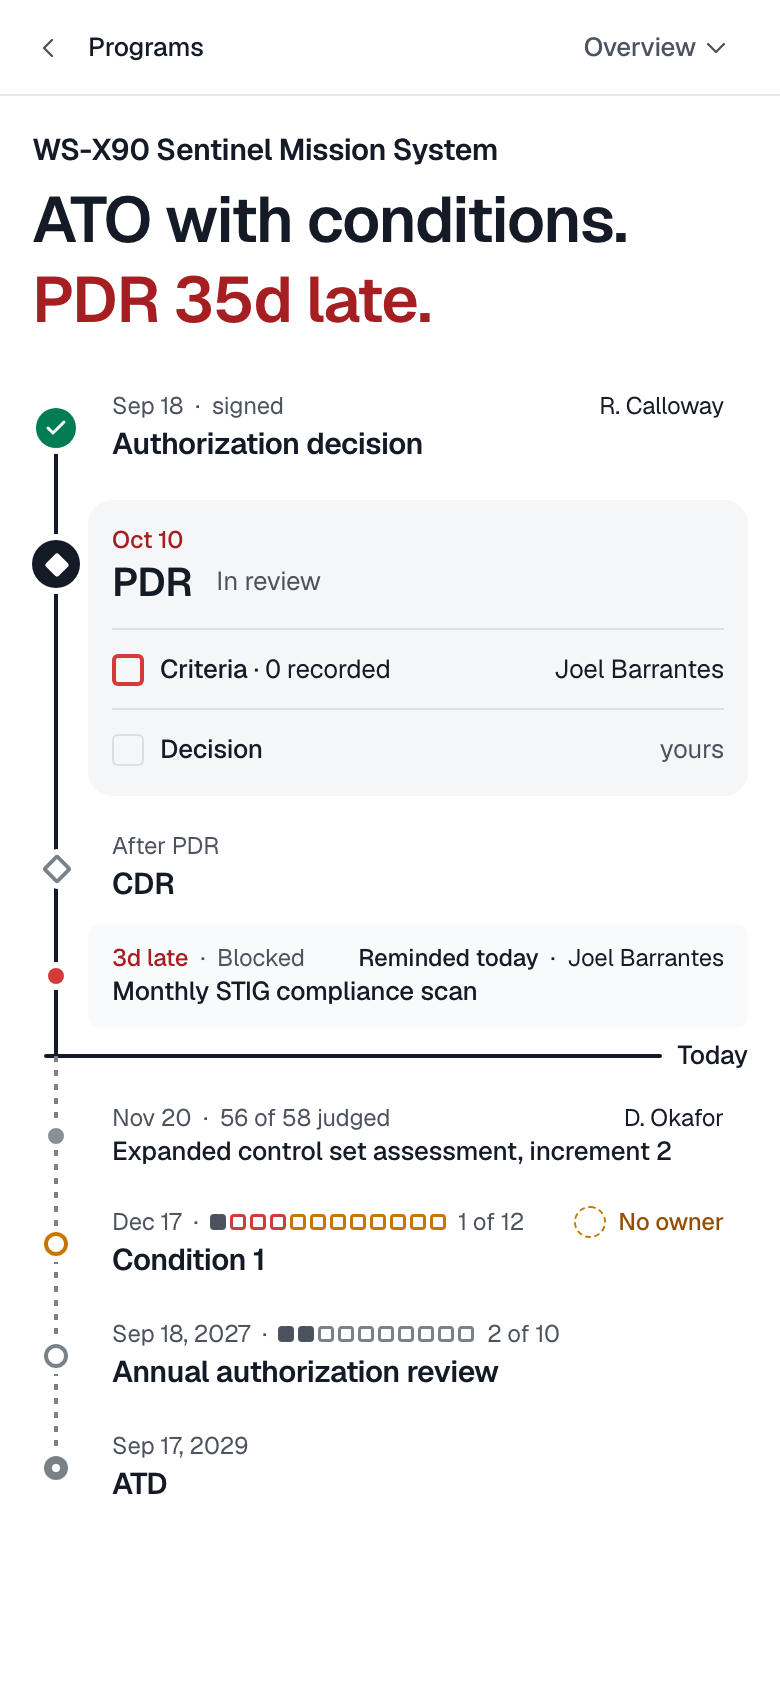 Programs
Overview
WS-X90 Sentinel Mission System
ATO with conditions.
PDR 35d late.
Sep 18 · signed R. Calloway
Authorization decision
Oct 10
PDR In review
Criteria · 0 recorded Joel Barrantes
Decision yours
After PDR
CDR
3d late · Blocked Reminded today · Joel Barrantes
Monthly STIG compliance scan
Today
Nov 20 · 56 of 58 judged D. Okafor
Expanded control set assessment, increment 2
Dec 17 · 1 of 12 No owner
Condition 1
Sep 18, 2027 · 2 of 10
Annual authorization review
Sep 17, 2029
ATD